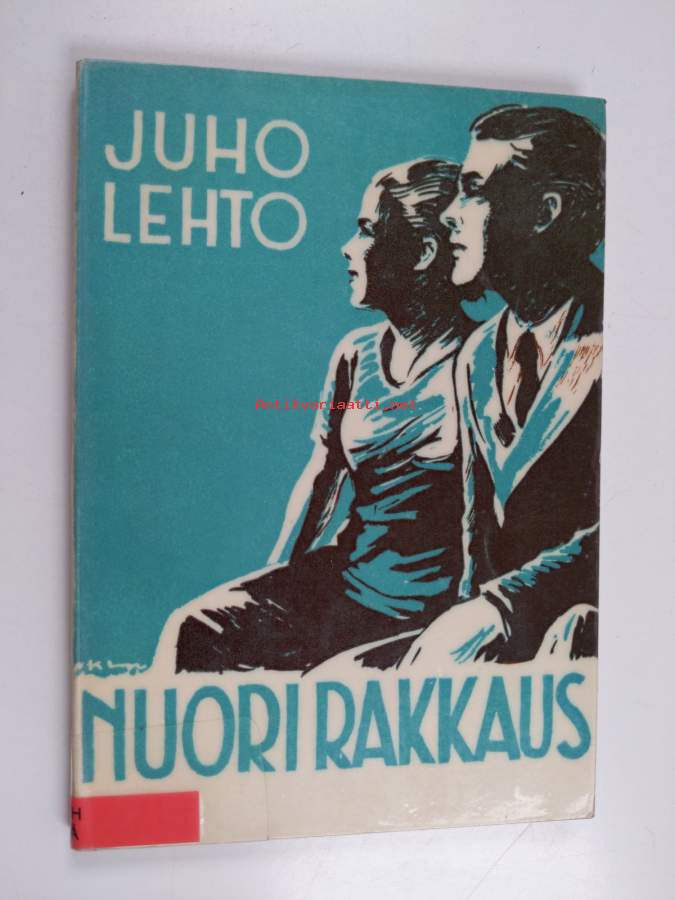 JUHO
LEHTO
Antikvariaatti.net
NUORI RAKKAUS
H
Ä